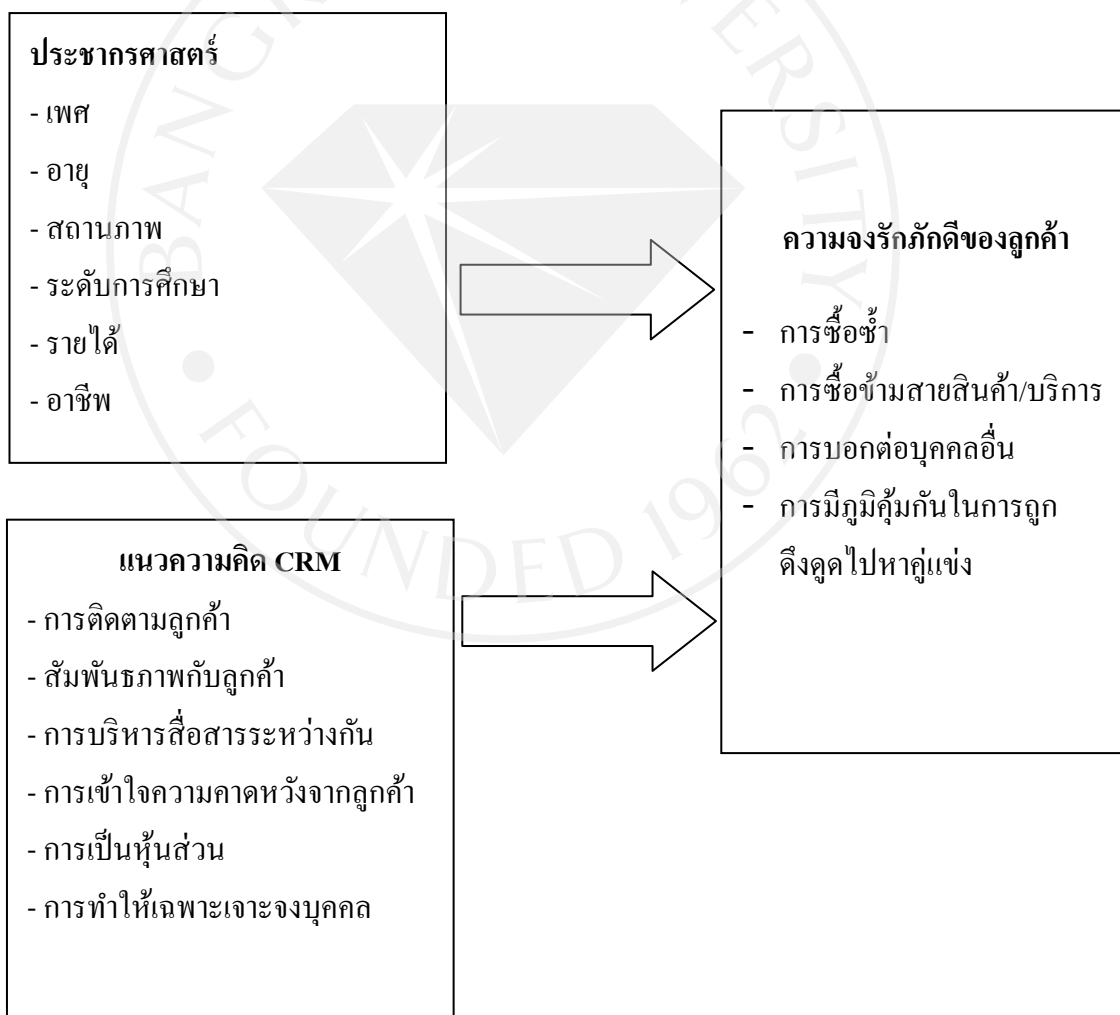 ประชากรศาสตร์
- เพศ
- อายุ
- สถานภาพ
- ระดับการศึกษา
- รายได้
- อาชีพ
แนวความคิด CRM
- การติดตามลูกค้า
- สัมพันธภาพกับลูกค้า
- การบริหารสื่อสารระหว่างกัน
- การเข้าใจความคาดหวังจากลูกค้า
- การเป็นหุ้นส่วน
- การทำให้เฉพาะเจาะจงบุคคล
ความจงรักภักดีของลูกค้า
- การซื้อซ้ำ
- การซื้อข้ามสายสินค้า/บริการ
- การบอกต่อบุคคลอื่น
- การมีภูมิคุ้มกันในการถูก
ดึงดูดไปหาคู่แข่ง
FOUNDED 1962